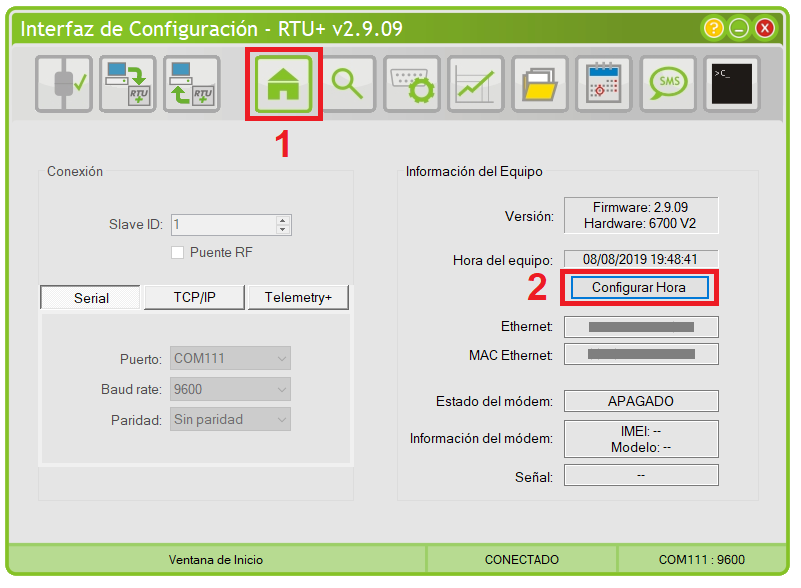 Interfaz de Configuración - RTU+ v2.9.09
?
RTU
+
RTU
+
SMS
>C_
1
Conexión
Slave ID: 1
Puente RF
Serial TCP/IP Telemetry+
Puerto: COM111
Baud rate: 9600
Paridad: Sin paridad
Información del Equipo
Versión: Firmware: 2.9.09
Hardware: 6700 V2
Hora del equipo: 08/08/2019 19:48:41
2 Configurar Hora
Ethernet:
MAC Ethernet:
Estado del módem: APAGADO
Información del módem: IMEI: --
Modelo: --
Señal: --
Ventana de Inicio CONECTADO COM111 : 9600